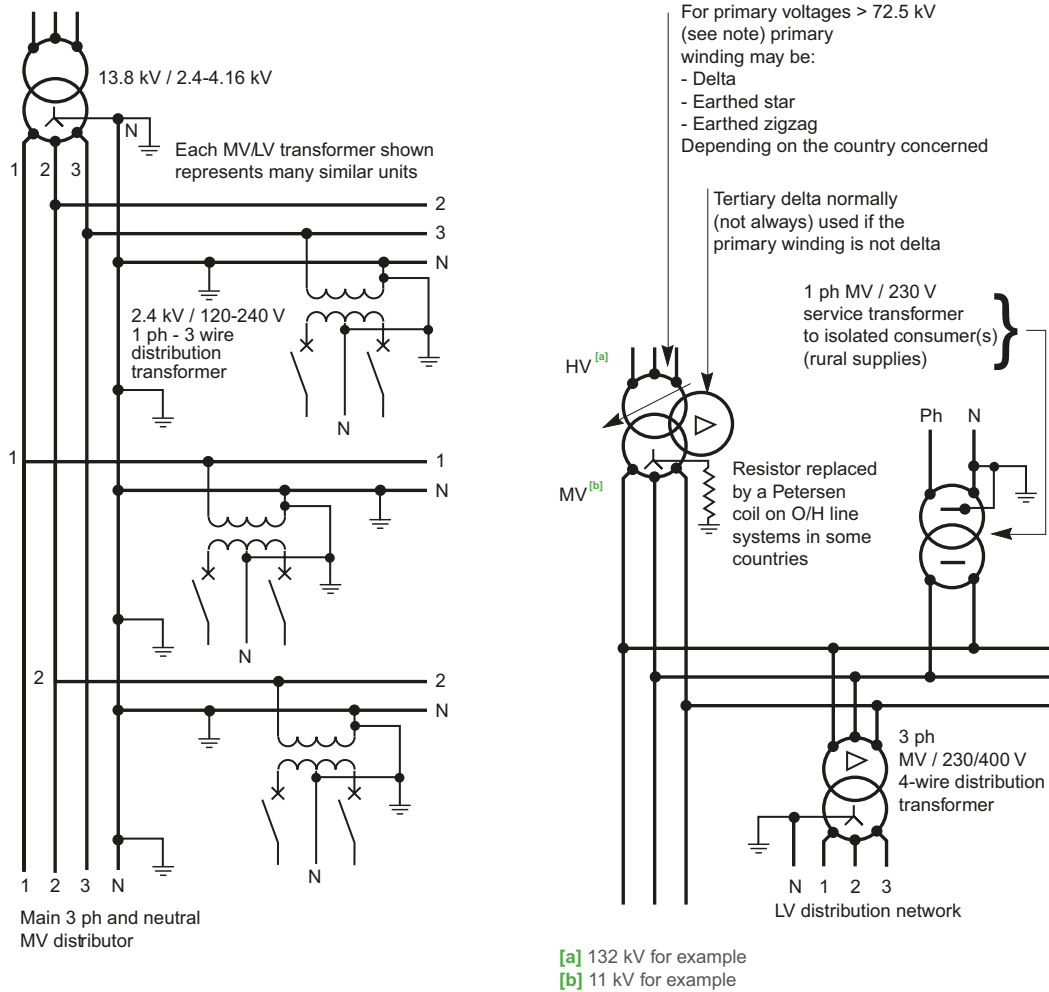 13.8 kV / 2.4-4.16 kV
N
Each MV/LV transformer shown
represents many similar units
1 2 3
2
3
N
2.4 kV / 120-240 V
1 ph - 3 wire
distribution
transformer
N
1
1
N
N
2
2
N
N
1 2 3 N
Main 3 ph and neutral
MV distributor
For primary voltages > 72.5 kV
(see note) primary
winding may be:
- Delta
- Earthed star
- Earthed zigzag
Depending on the country concerned
Tertiary delta normally
(not always) used if the
primary winding is not delta
1 ph MV / 230 V
service transformer
to isolated consumer(s)
(rural supplies)
HV [a]
Ph N
MV [b]
Resistor replaced
by a Petersen
coil on O/H line
systems in some
countries
3 ph
MV / 230/400 V
4-wire distribution
transformer
N 1 2 3
LV distribution network
[a] 132 kV for example
[b] 11 kV for example